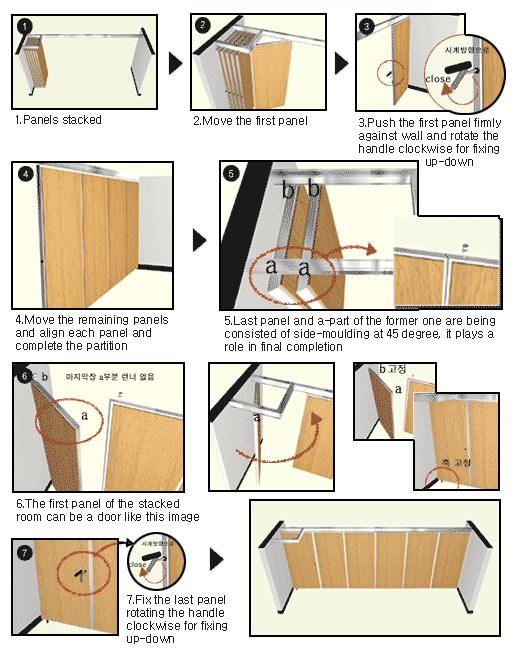 1
2
3
시계방향으로
close
1.Panels stacked
2.Move the first panel
3.Push the first panel firmly
against wall and rotate the
handle clockwise for fixing
up-down
4
5
b b
a a
4.Move the remaining panels
and align each panel and
complete the partition
5.Last panel and a-part of the former one are being
consisted of side-moulding at 45 degree, it plays a
role in final completion
6
b
마지막장 a부분 런너 없음
a
a
b고정
a
축 고정
6.The first panel of the stacked
room can be a door like this image
7
시계방향으로
close
7.Fix the last panel
rotating the handle
clockwise for fixing
up-down